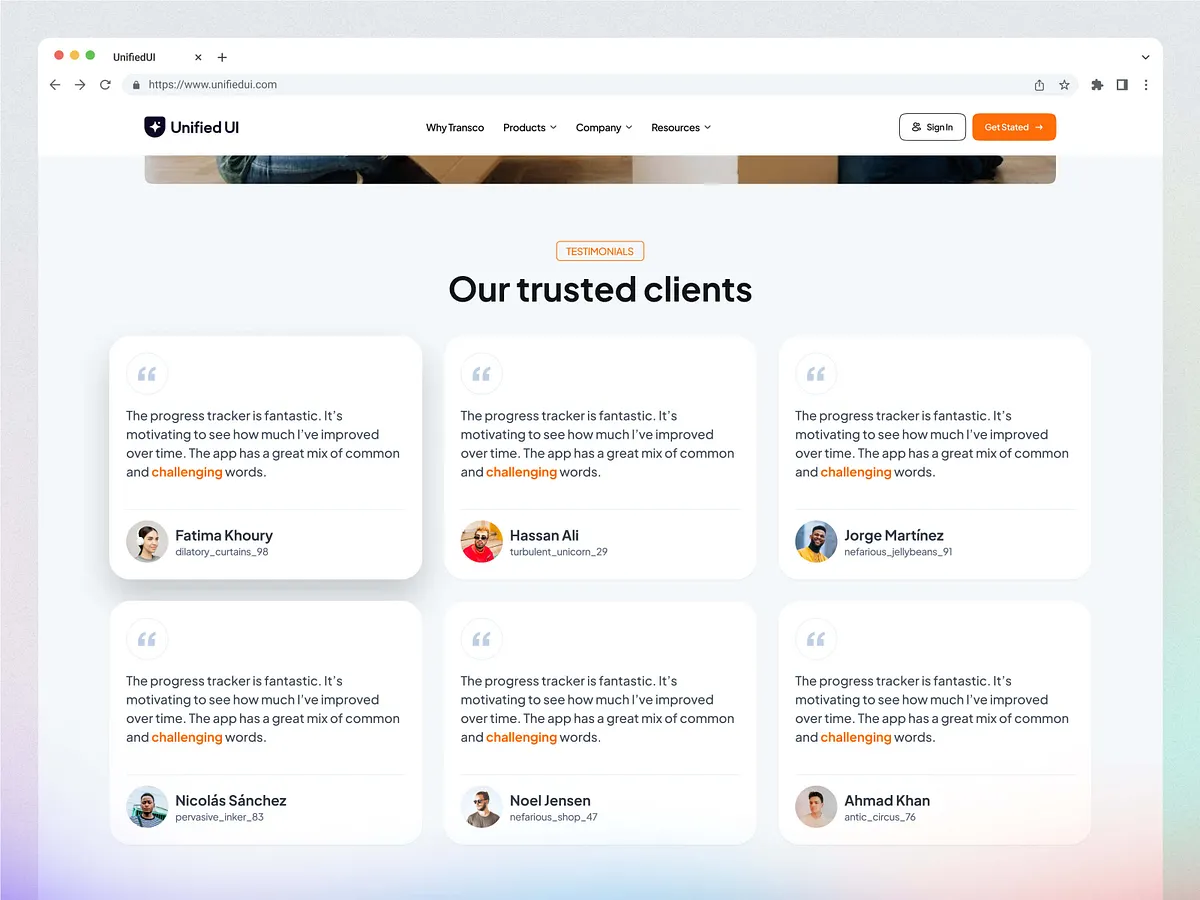 UnifiedUI
https://www.unifiedui.com
Unified UI
Why Transco
Products
Company
Resources
Sign In
Get Stated →
TESTIMONIALS
Our trusted clients
“
The progress tracker is fantastic. It’s
motivating to see how much I’ve improved
over time. The app has a great mix of common
and challenging words.
Fatima Khoury
dilatory_curtains_98
“
The progress tracker is fantastic. It’s
motivating to see how much I’ve improved
over time. The app has a great mix of common
and challenging words.
Hassan Ali
turbulent_unicorn_29
“
The progress tracker is fantastic. It’s
motivating to see how much I’ve improved
over time. The app has a great mix of common
and challenging words.
Jorge Martínez
nefarious_jellybeans_91
“
The progress tracker is fantastic. It’s
motivating to see how much I’ve improved
over time. The app has a great mix of common
and challenging words.
Nicolás Sánchez
pervasive_inker_83
“
The progress tracker is fantastic. It’s
motivating to see how much I’ve improved
over time. The app has a great mix of common
and challenging words.
Noel Jensen
nefarious_shop_47
“
The progress tracker is fantastic. It’s
motivating to see how much I’ve improved
over time. The app has a great mix of common
and challenging words.
Ahmad Khan
antic_circus_76